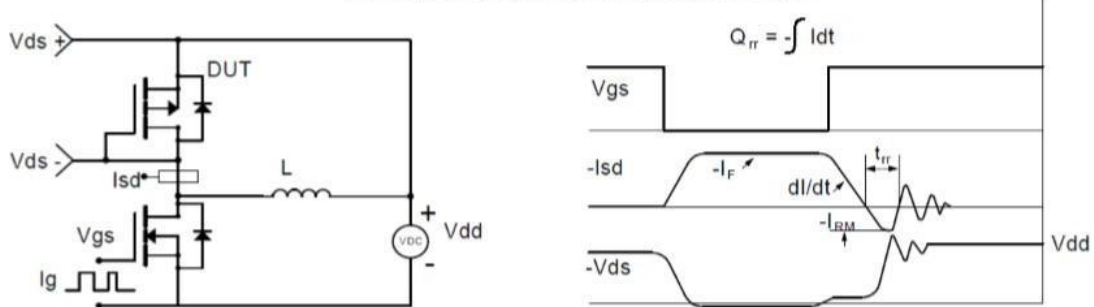 Vds +
DUT
Vds -
Isd
L
Vgs
Ig
+
VDC
-
Vdd
Qrr = -∫ Idt
Vgs
-Isd
-IF
dI/dt
trr
-IRM
Vdd
-Vds